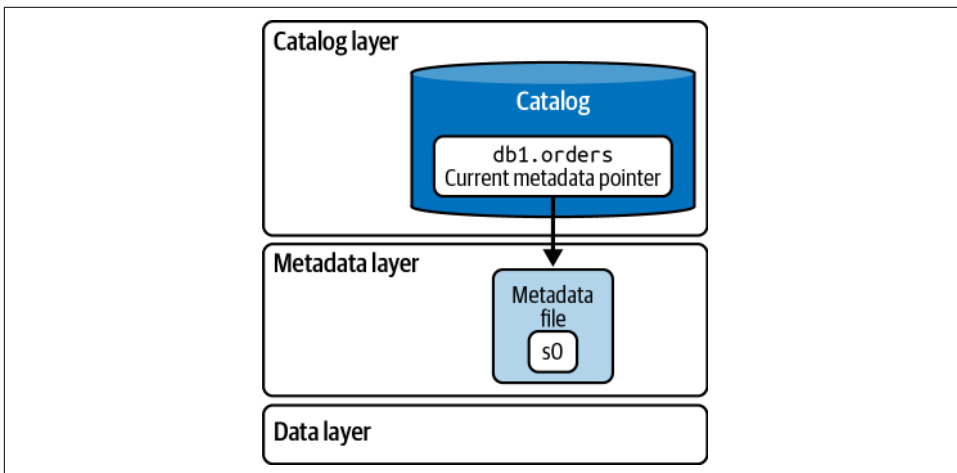 Catalog layer
Catalog
db1.orders
Current metadata pointer
Metadata layer
Metadata
file
s0
Data layer